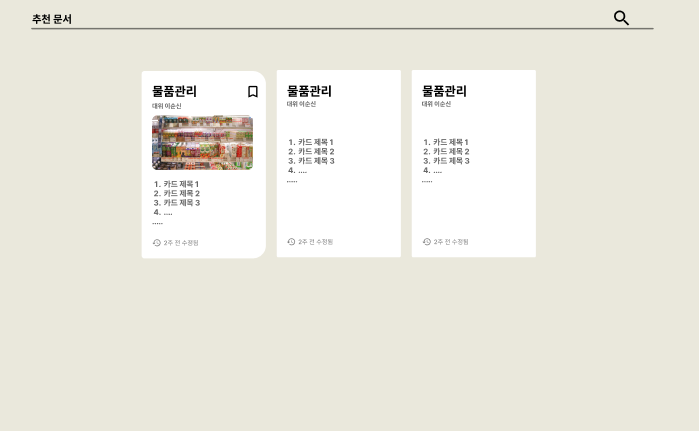 추천 문서
물품관리
대위 이순신
1. 카드 제목 1
2. 카드 제목 2
3. 카드 제목 3
4. ....
.....
2주 전 수정됨
물품관리
대위 이순신
1. 카드 제목 1
2. 카드 제목 2
3. 카드 제목 3
4. ....
.....
2주 전 수정됨
물품관리
대위 이순신
1. 카드 제목 1
2. 카드 제목 2
3. 카드 제목 3
4. ....
.....
2주 전 수정됨